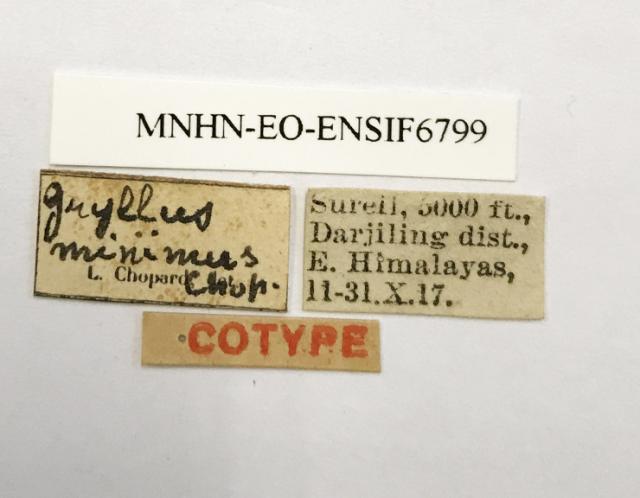 MNHN-EO-ENSIF6799
gryllus
minimus
L. Chopard Chop.
Sureil, 5000 ft.,
Darjiling dist.,
E. Himalayas,
11-31.X.17.
COTYPE